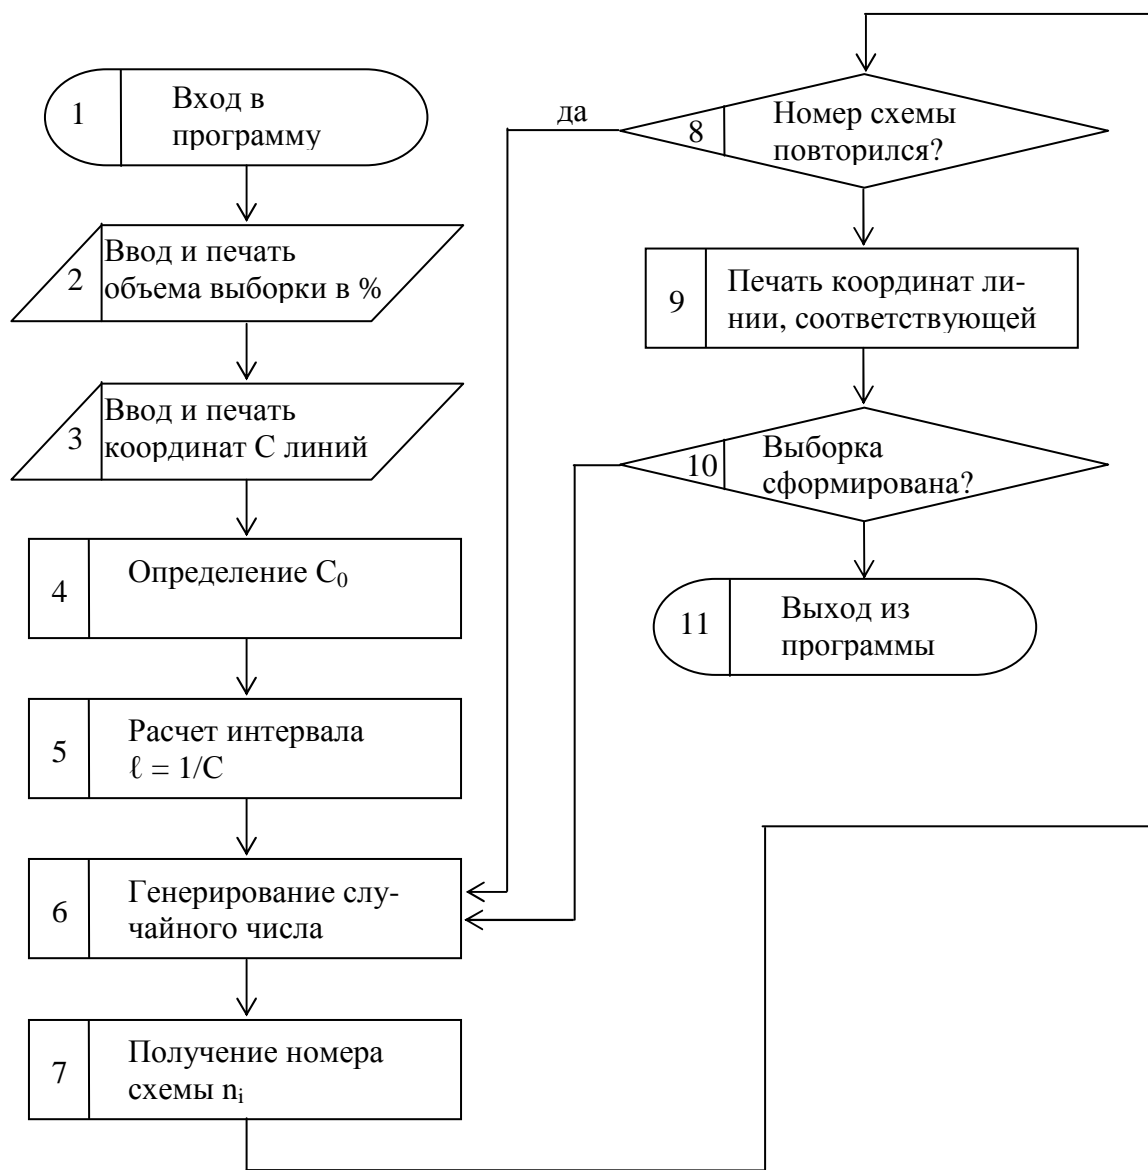 1
Вход в
программу
2
Ввод и печать
объема выборки в %
3
Ввод и печать
координат С линий
4
Определение С₀
5
Расчет интервала
ℓ = 1/С
6
Генерирование слу-
чайного числа
7
Получение номера
схемы nᵢ
да
8
Номер схемы
повторился?
9
Печать координат ли-
нии, соответствующей
10
Выборка
сформирована?
11
Выход из
программы